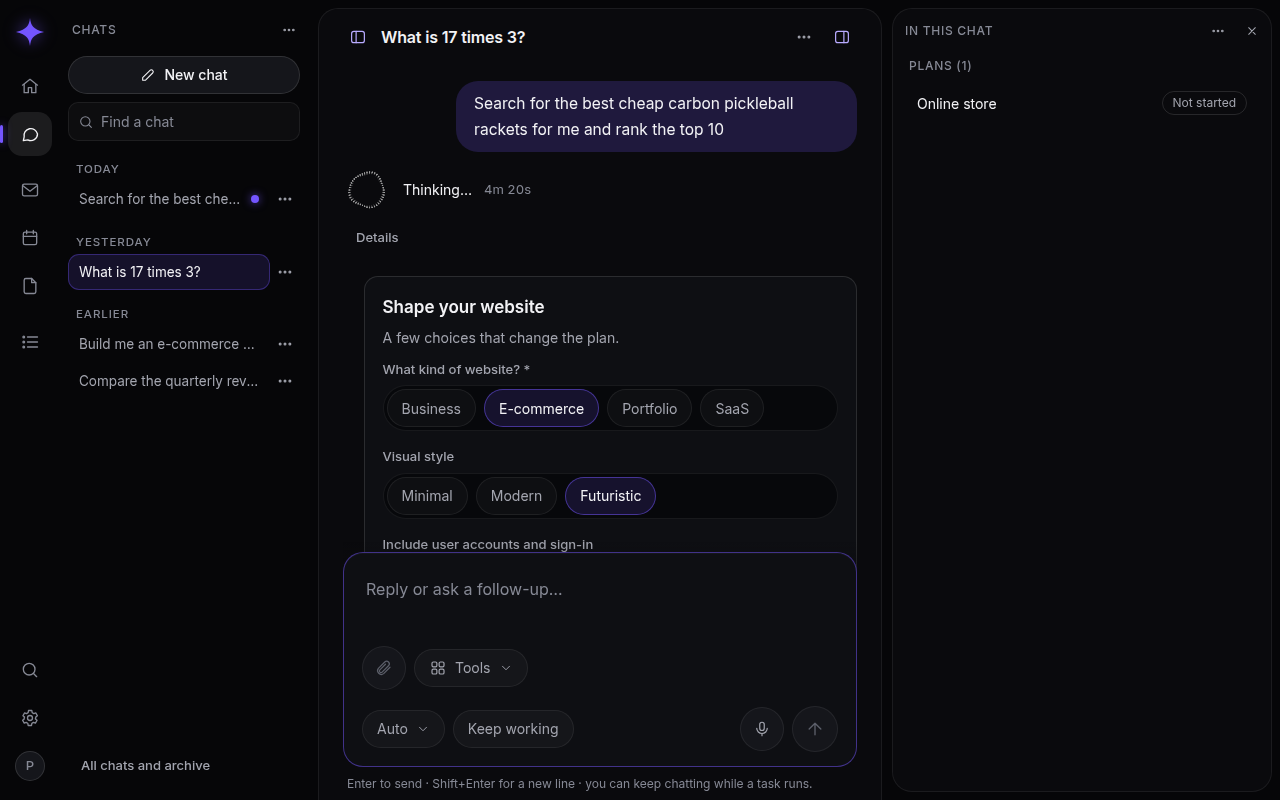 CHATS
New chat
Find a chat
TODAY
Search for the best che...
YESTERDAY
What is 17 times 3?
EARLIER
Build me an e-commerce ...
Compare the quarterly rev...
P
All chats and archive
What is 17 times 3?
Search for the best cheap carbon pickleball
rackets for me and rank the top 10
Thinking... 4m 20s
Details
Shape your website
A few choices that change the plan.
What kind of website? *
Business E-commerce Portfolio SaaS
Visual style
Minimal Modern Futuristic
Include user accounts and sign-in
Reply or ask a follow-up...
Tools
Auto Keep working
Enter to send · Shift+Enter for a new line · you can keep chatting while a task runs.
IN THIS CHAT
PLANS (1)
Online store Not started